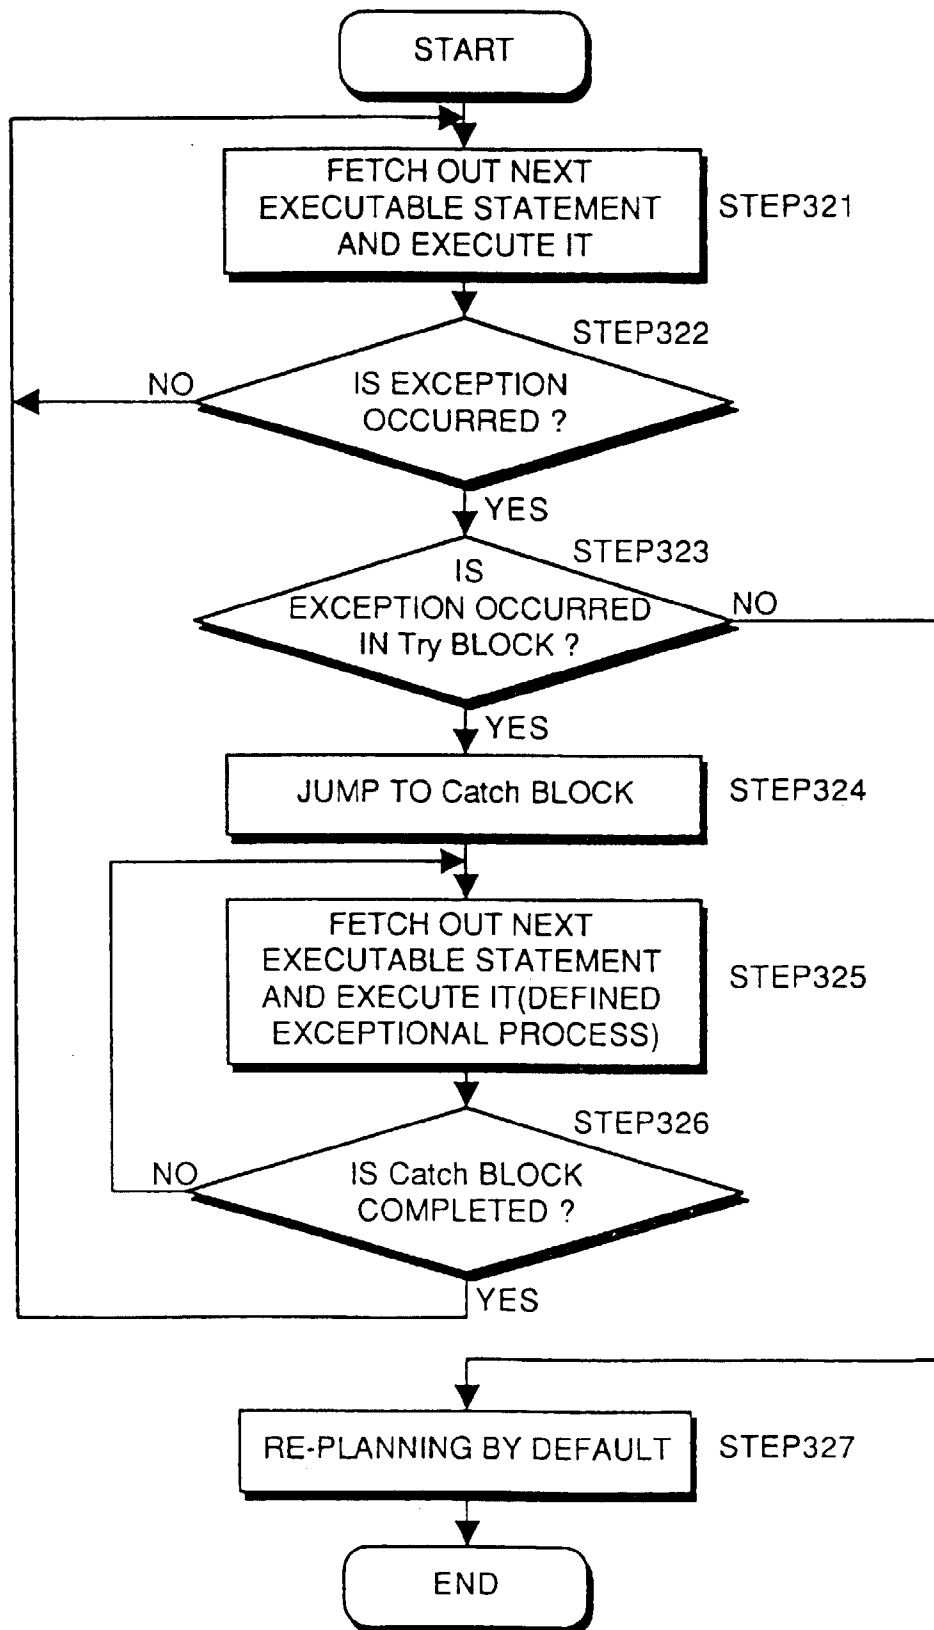 START
FETCH OUT NEXT
EXECUTABLE STATEMENT
AND EXECUTE IT
STEP321
STEP322
NO
IS EXCEPTION
OCCURRED ?
YES
STEP323
IS
EXCEPTION OCCURRED
IN Try BLOCK ?
NO
YES
JUMP TO Catch BLOCK
STEP324
FETCH OUT NEXT
EXECUTABLE STATEMENT
AND EXECUTE IT(DEFINED
EXCEPTIONAL PROCESS)
STEP325
STEP326
NO
IS Catch BLOCK
COMPLETED ?
YES
RE-PLANNING BY DEFAULT
STEP327
END